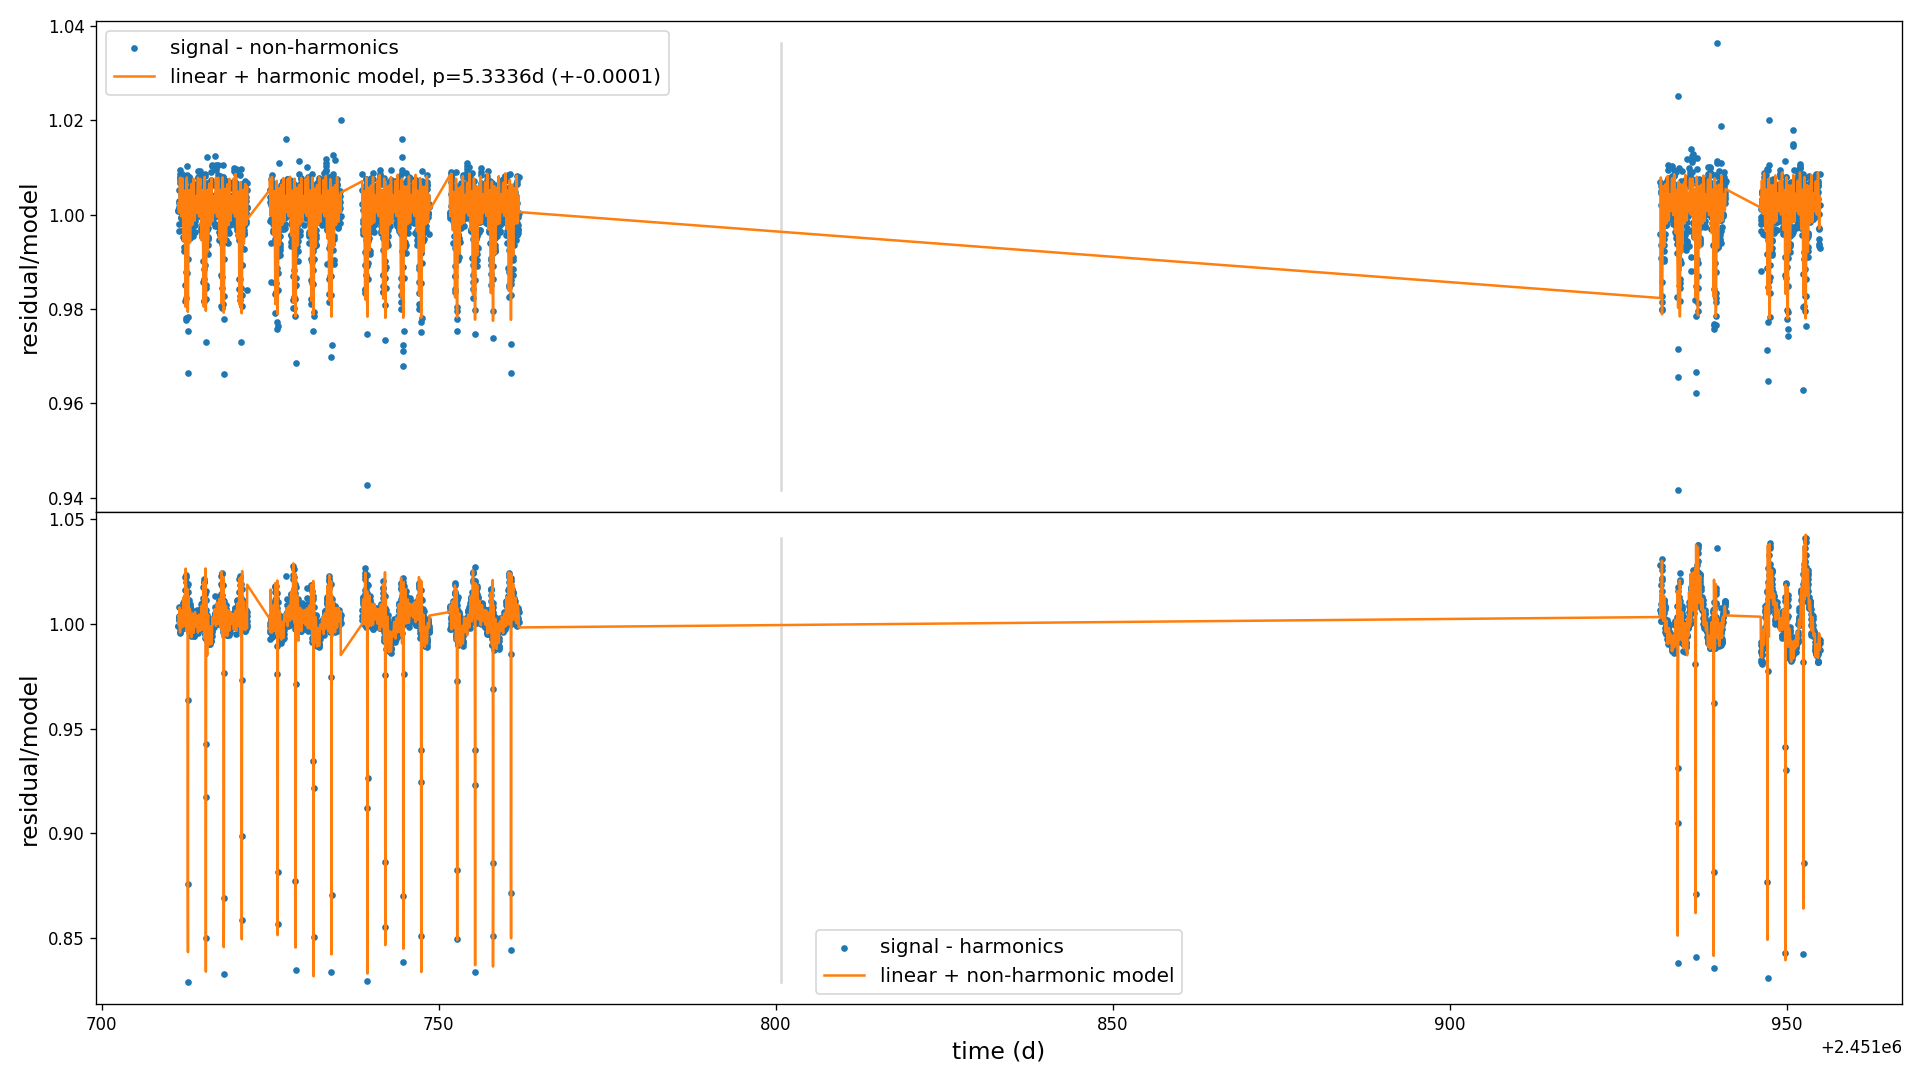 1.04
signal - non-harmonics
linear + harmonic model, p=5.3336d (+-0.0001)
1.02
1.00
0.98
0.96
0.94
residual/model
1.05
1.00
0.95
0.90
0.85
residual/model
signal - harmonics
linear + non-harmonic model
700 750 800 850 900 950
time (d)
+2.451e6